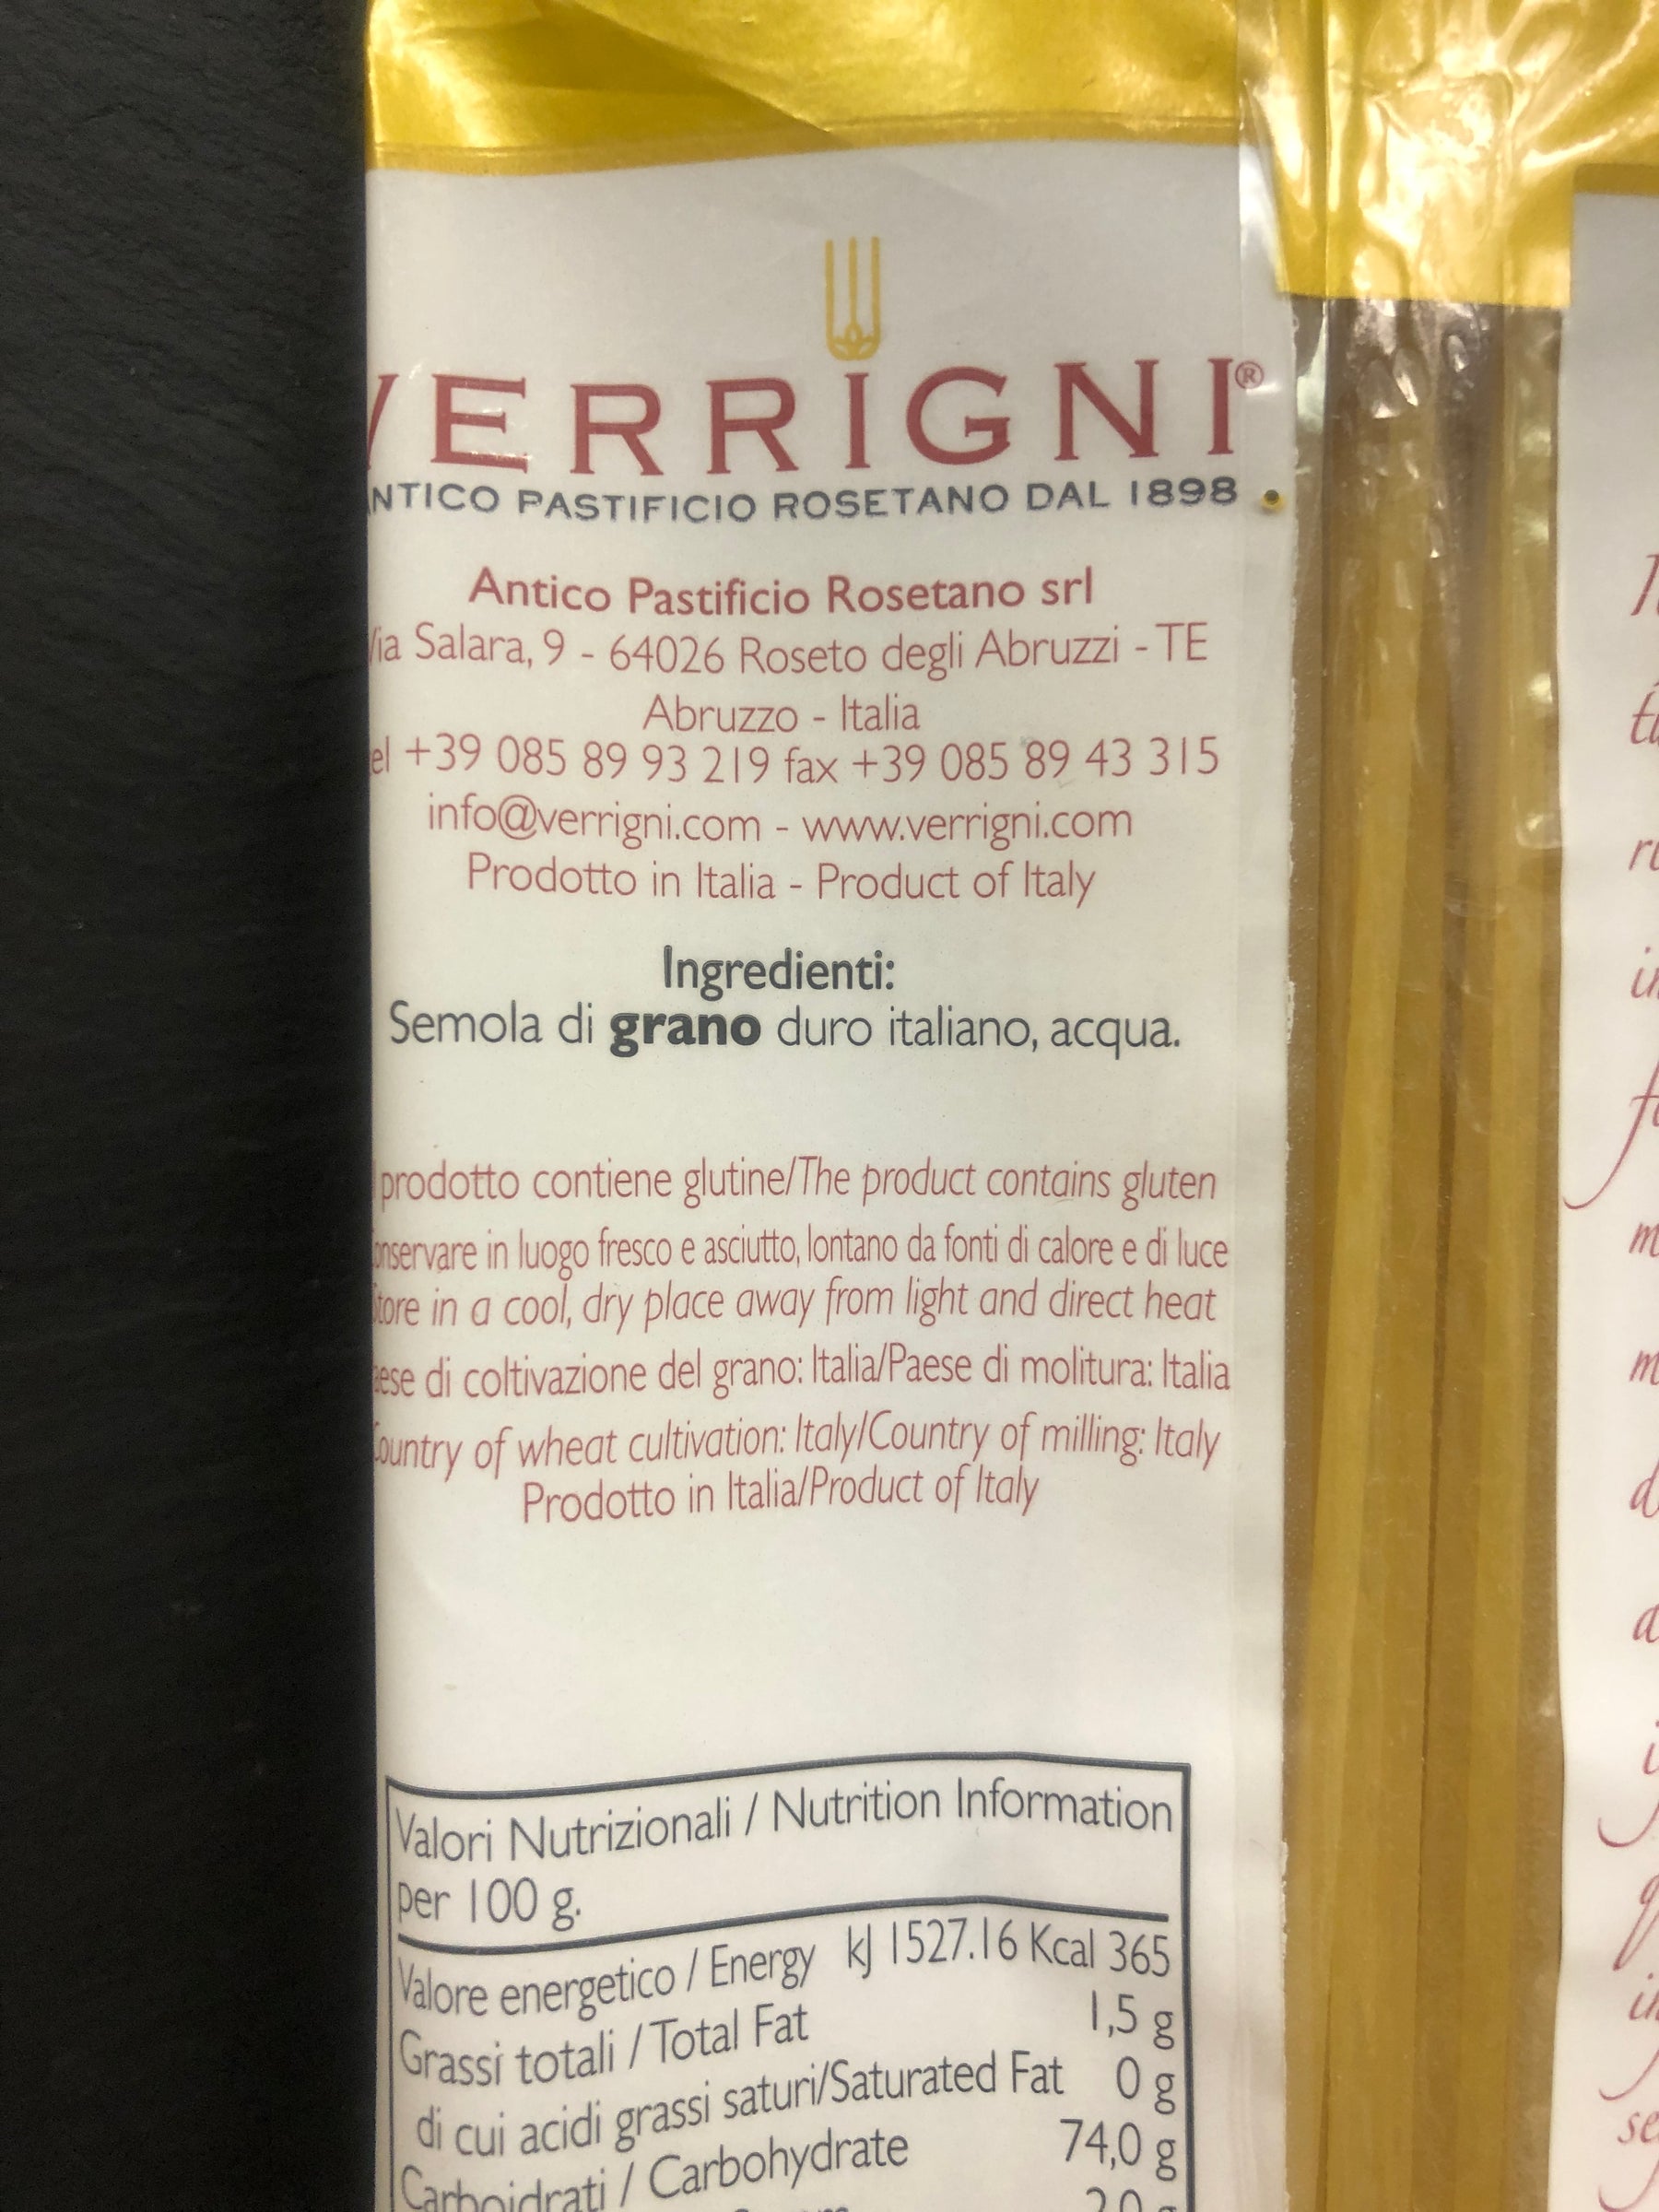 VERRIGNI®
ANTICO PASTIFICIO ROSETANO DAL 1898
Antico Pastificio Rosetano srl
Via Salara, 9 - 64026 Roseto degli Abruzzi - TE
Abruzzo - Italia
el +39 085 89 93 219 fax +39 085 89 43 315
info@verrigni.com - www.verrigni.com
Prodotto in Italia - Product of Italy
Ingredienti:
Semola di grano duro italiano, acqua.
prodotto contiene glutine/The product contains gluten
onservare in luogo fresco e asciutto, lontano da fonti di calore e di luce
Store in a cool, dry place away from light and direct heat
aese di coltivazione del grano: Italia/Paese di molitura: Italia
Country of wheat cultivation: Italy/Country of milling: Italy
Prodotto in Italia/Product of Italy
Valori Nutrizionali / Nutrition Information
per 100 g.
Valore energetico / Energy kJ 1527.16 Kcal 365
Grassi totali / Total Fat 1,5 g
di cui acidi grassi saturi/Saturated Fat 0 g
Carboidrati / Carbohydrate 74,0 g